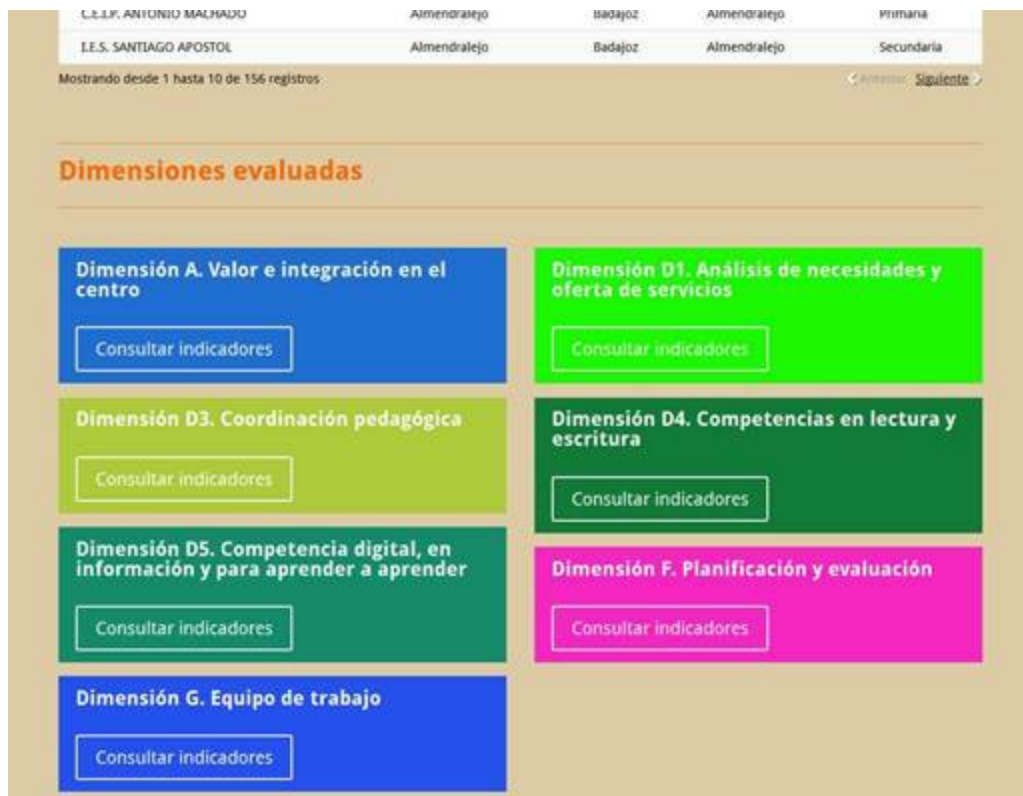 C.E.I.P. ANTONIO MACHADO Almendralejo Badajoz Almendralejo Primaria
I.E.S. SANTIAGO APOSTOL Almendralejo Badajoz Almendralejo Secundaria
Mostrando desde 1 hasta 10 de 156 registros Anterior Siguiente
Dimensiones evaluadas
Dimensión A. Valor e integración en el
centro
Consultar indicadores
Dimensión D1. Análisis de necesidades y
oferta de servicios
Consultar indicadores
Dimensión D3. Coordinación pedagógica
Consultar indicadores
Dimensión D4. Competencias en lectura y
escritura
Consultar indicadores
Dimensión D5. Competencia digital, en
información y para aprender a aprender
Consultar indicadores
Dimensión F. Planificación y evaluación
Consultar indicadores
Dimensión G. Equipo de trabajo
Consultar indicadores